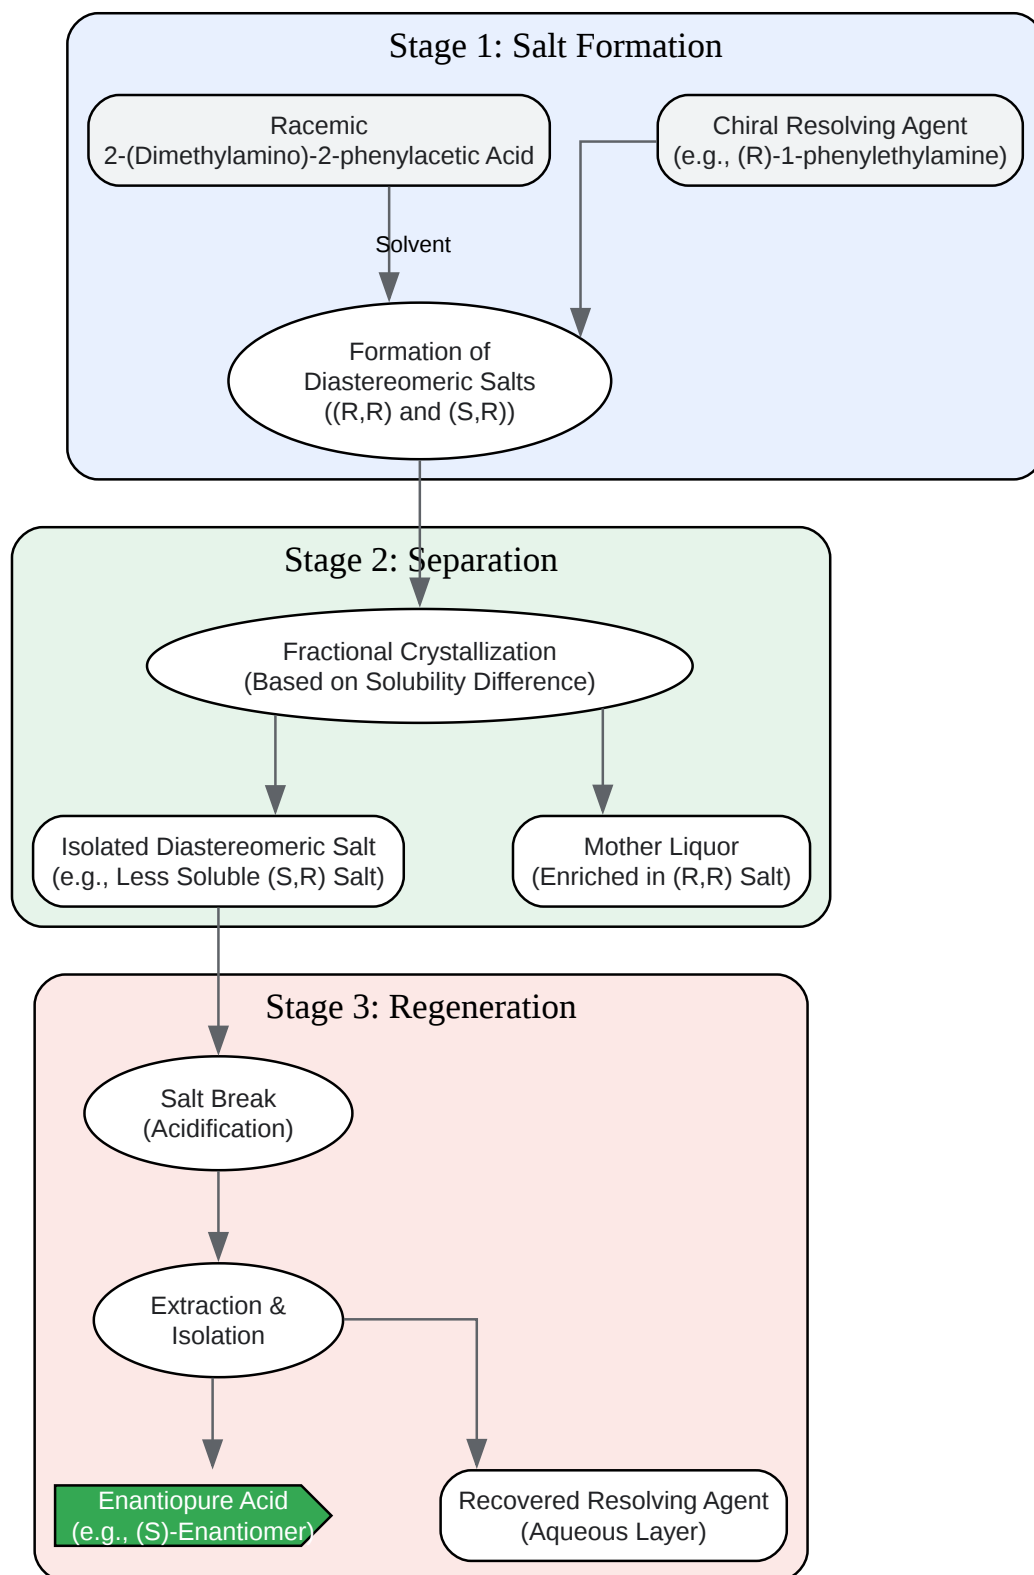 Stage 1: Salt Formation
Racemic
2-(Dimethylamino)-2-phenylacetic Acid
Chiral Resolving Agent
(e.g., (R)-1-phenylethylamine)
Solvent
Formation of
Diastereomeric Salts
((R,R) and (S,R))
Stage 2: Separation
Fractional Crystallization
(Based on Solubility Difference)
Isolated Diastereomeric Salt
(e.g., Less Soluble (S,R) Salt)
Mother Liquor
(Enriched in (R,R) Salt)
Stage 3: Regeneration
Salt Break
(Acidification)
Extraction &
Isolation
Enantiopure Acid
(e.g., (S)-Enantiomer)
Recovered Resolving Agent
(Aqueous Layer)